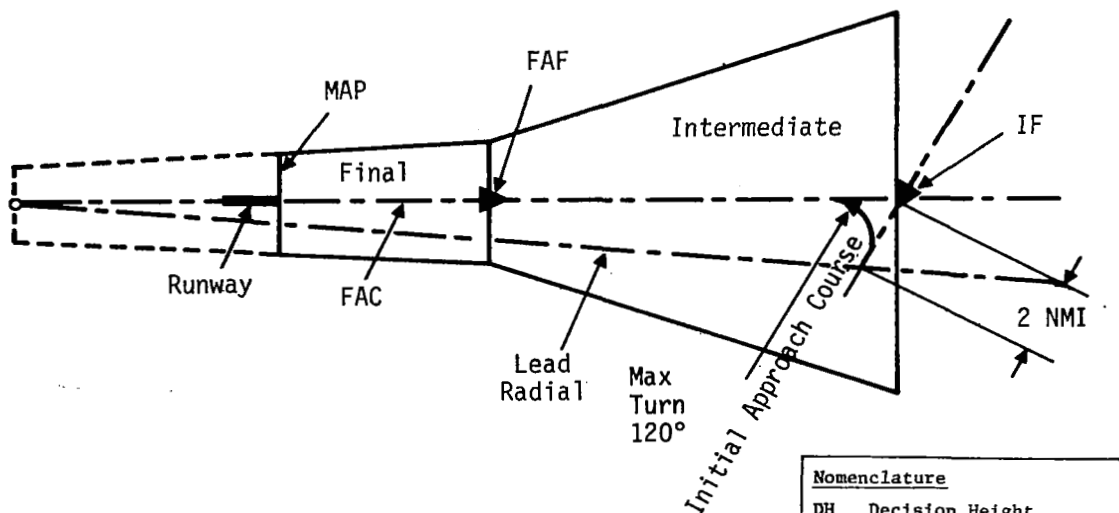 FAF
MAP
Intermediate
IF
Final
Runway
FAC
Initial Approach Course
2 NMI
Lead
Radial
Max
Turn
120°
Nomenclature
DH Decision Height